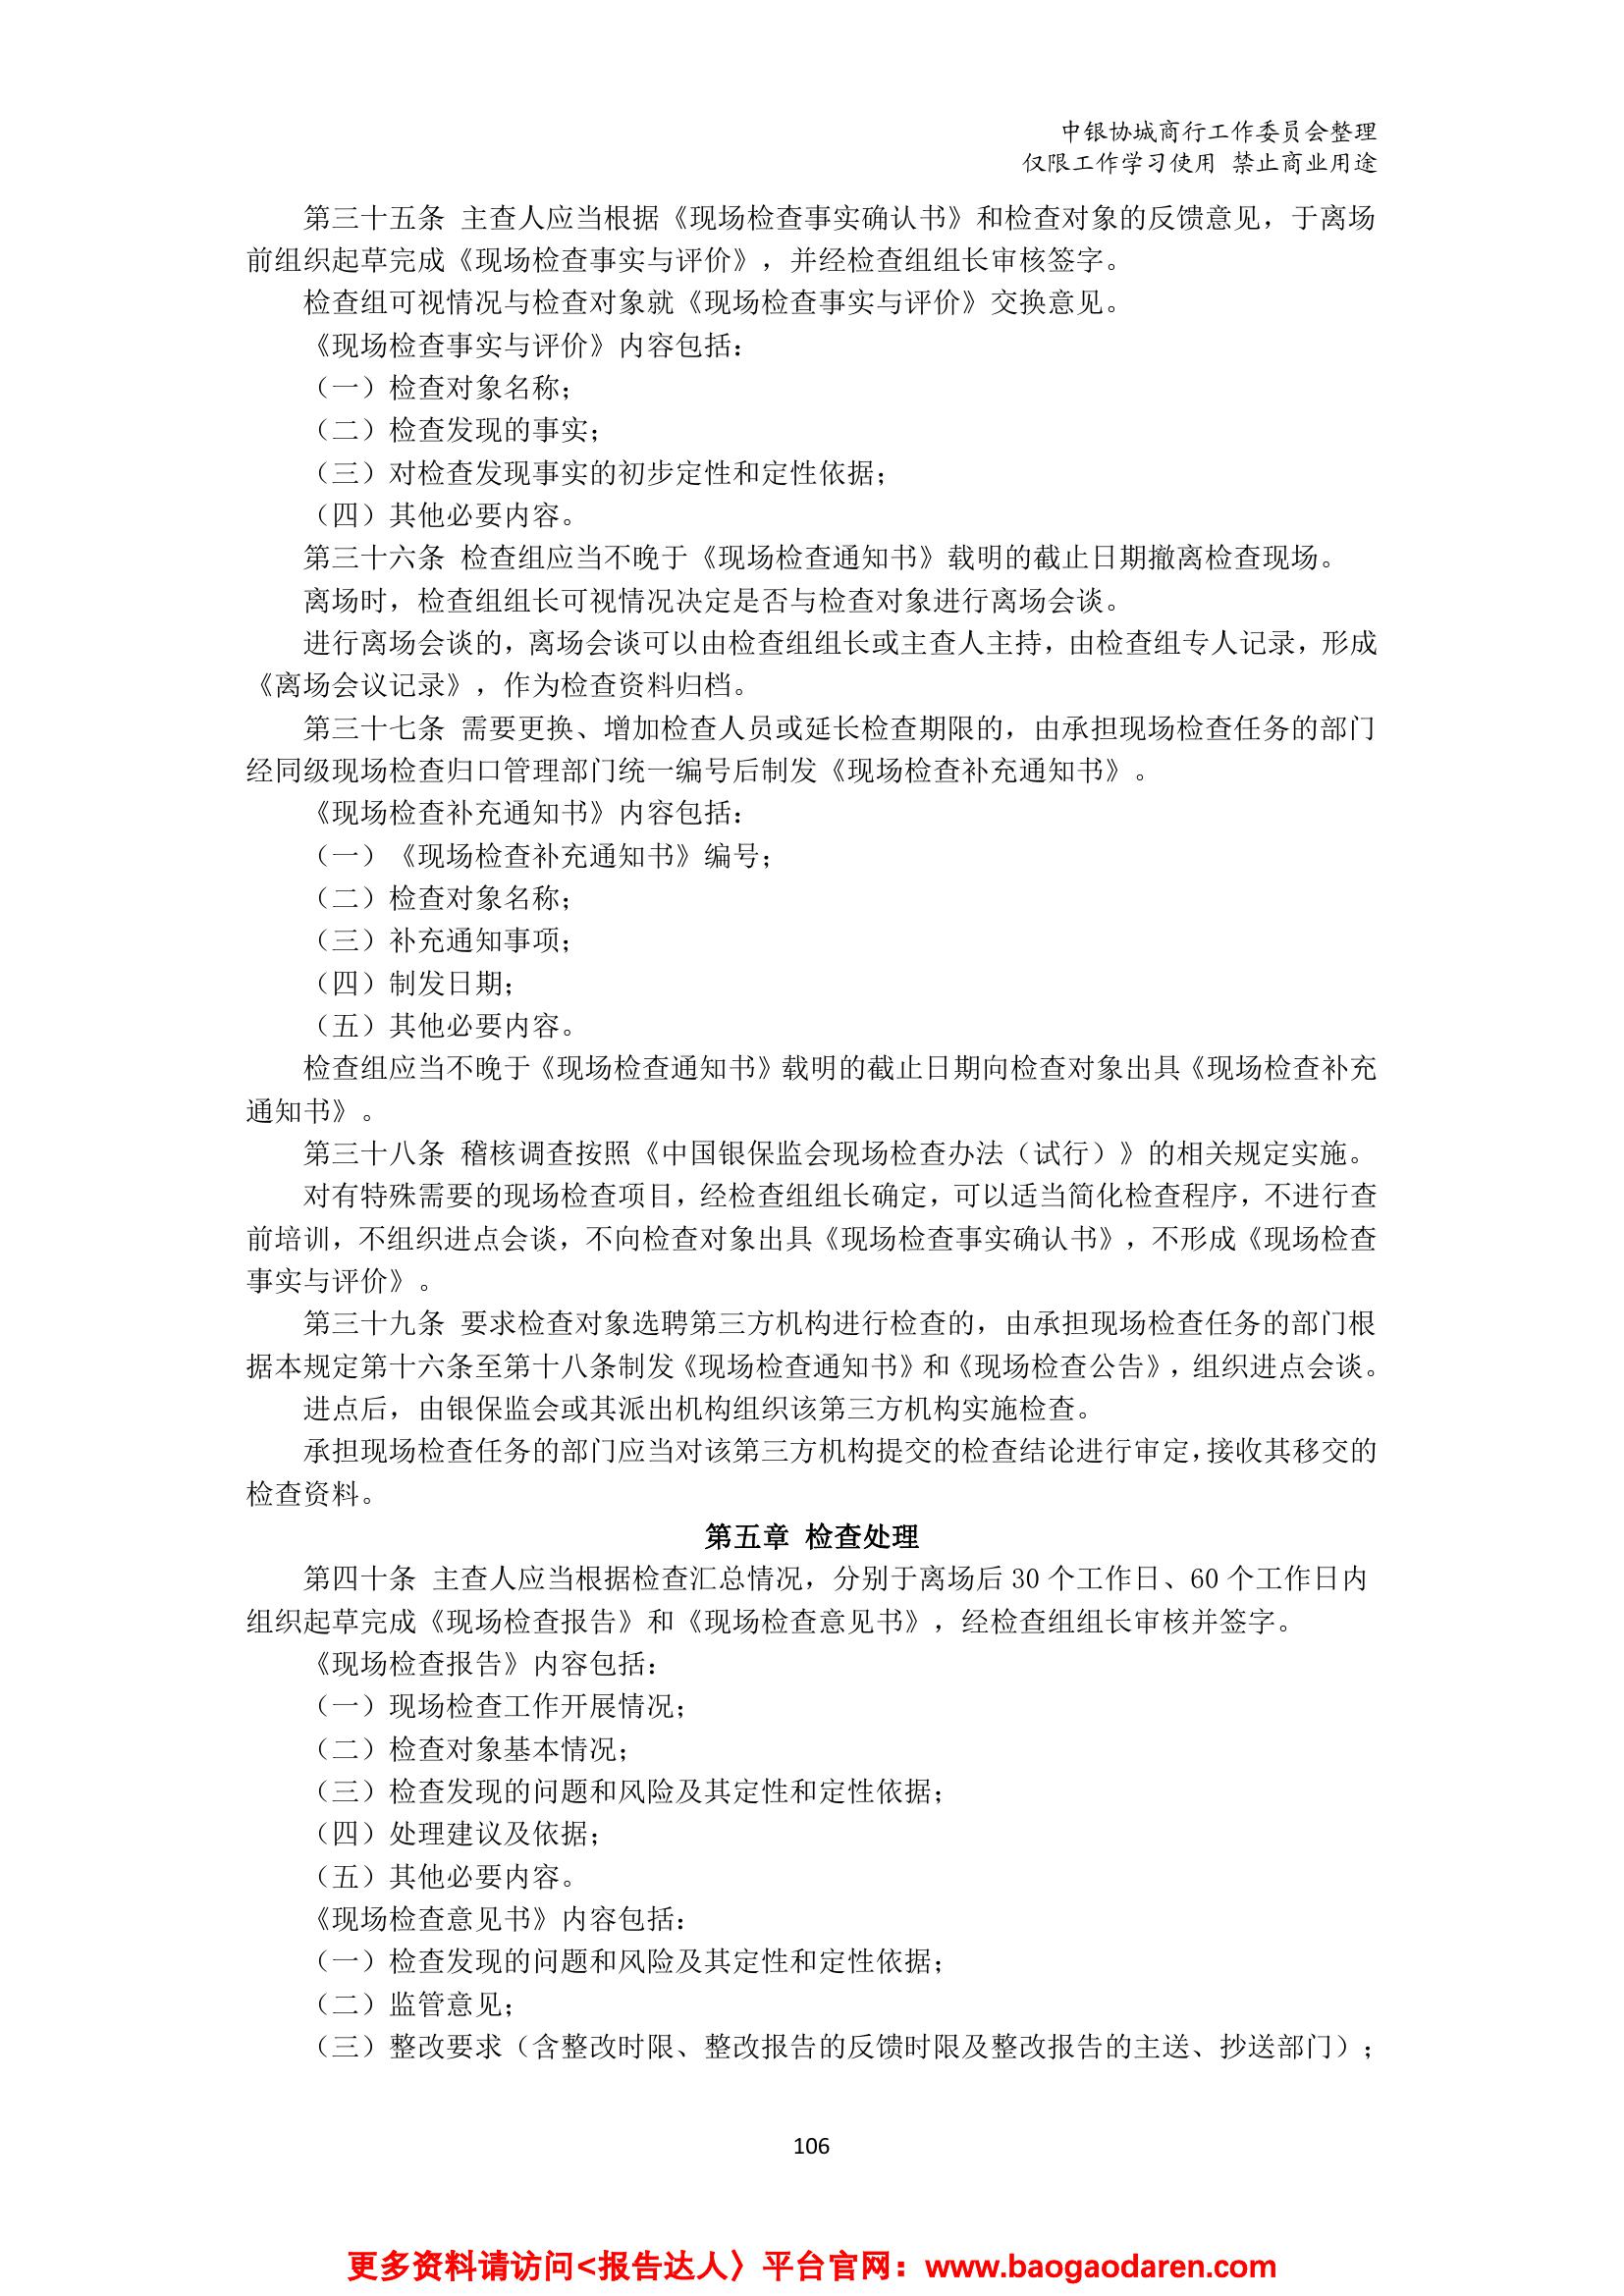 中银协城商行工作委员会整理
仅限工作学习使用 禁止商业用途
第三十五条 主查人应当根据《现场检查事实确认书》和检查对象的反馈意见，于离场
前组织起草完成《现场检查事实与评价》，并经检查组组长审核签字。
检查组可视情况与检查对象就《现场检查事实与评价》交换意见。
《现场检查事实与评价》内容包括：
（一）检查对象名称；
（二）检查发现的事实；
（三）对检查发现事实的初步定性和定性依据；
（四）其他必要内容。
第三十六条 检查组应当不晚于《现场检查通知书》载明的截止日期撤离检查现场。
离场时，检查组组长可视情况决定是否与检查对象进行离场会谈。
进行离场会谈的，离场会谈可以由检查组组长或主查人主持，由检查组专人记录，形成
《离场会议记录》，作为检查资料归档。
第三十七条 需要更换、增加检查人员或延长检查期限的，由承担现场检查任务的部门
经同级现场检查归口管理部门统一编号后制发《现场检查补充通知书》。
《现场检查补充通知书》内容包括：
（一）《现场检查补充通知书》编号；
（二）检查对象名称；
（三）补充通知事项；
（四）制发日期；
（五）其他必要内容。
检查组应当不晚于《现场检查通知书》载明的截止日期向检查对象出具《现场检查补充
通知书》。
第三十八条 稽核调查按照《中国银保监会现场检查办法（试行）》的相关规定实施。
对有特殊需要的现场检查项目，经检查组组长确定，可以适当简化检查程序，不进行查
前培训，不组织进点会谈，不向检查对象出具《现场检查事实确认书》，不形成《现场检查
事实与评价》。
第三十九条 要求检查对象选聘第三方机构进行检查的，由承担现场检查任务的部门根
据本规定第十六条至第十八条制发《现场检查通知书》和《现场检查公告》，组织进点会谈。
进点后，由银保监会或其派出机构组织该第三方机构实施检查。
承担现场检查任务的部门应当对该第三方机构提交的检查结论进行审定，接收其移交的
检查资料。
第五章 检查处理
第四十条 主查人应当根据检查汇总情况，分别于离场后 30 个工作日、60 个工作日内
组织起草完成《现场检查报告》和《现场检查意见书》，经检查组组长审核并签字。
《现场检查报告》内容包括：
（一）现场检查工作开展情况；
（二）检查对象基本情况；
（三）检查发现的问题和风险及其定性和定性依据；
（四）处理建议及依据；
（五）其他必要内容。
《现场检查意见书》内容包括：
（一）检查发现的问题和风险及其定性和定性依据；
（二）监管意见；
（三）整改要求（含整改时限、整改报告的反馈时限及整改报告的主送、抄送部门）；
106
更多资料请访问<报告达人〉平台官网：www.baogaodaren.com